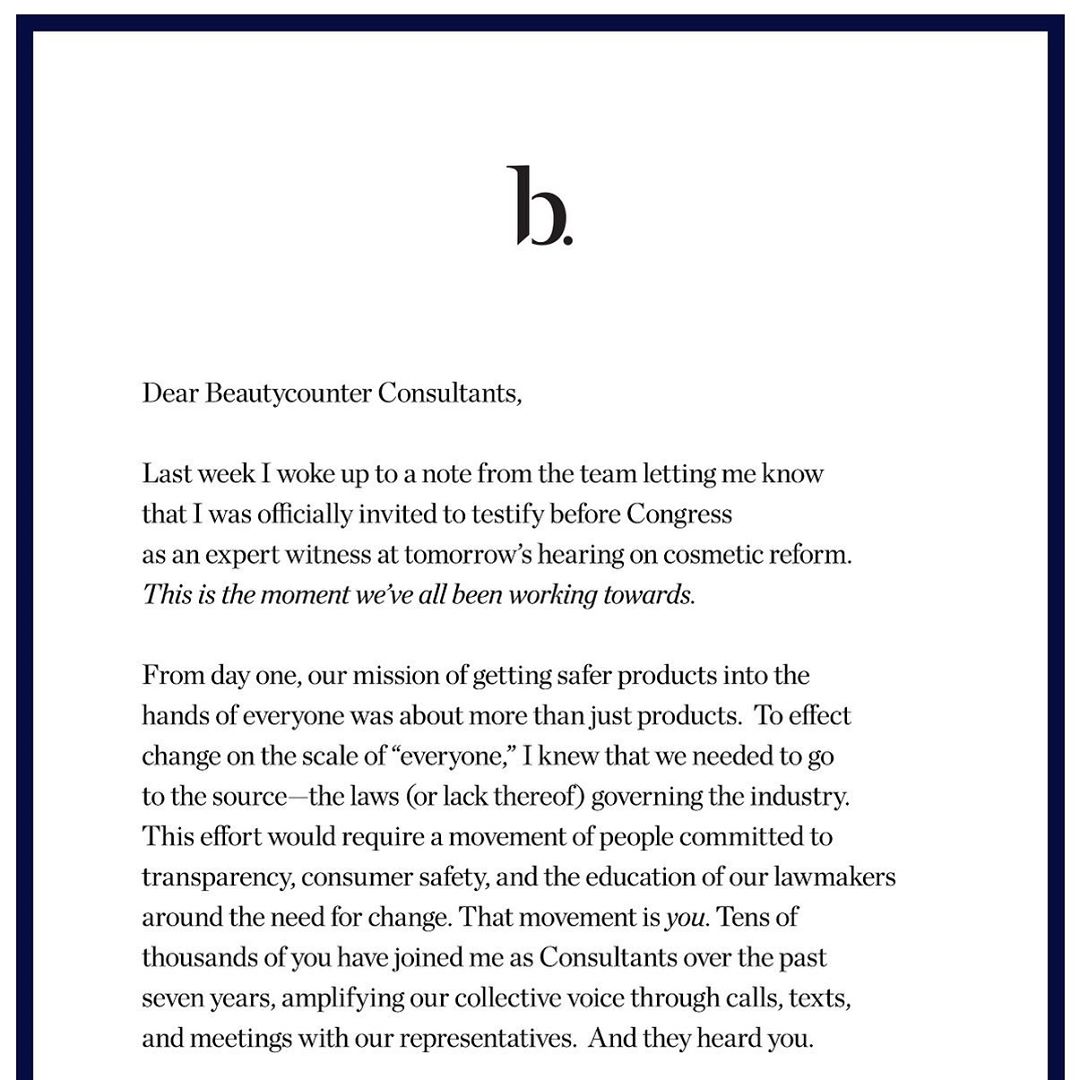 b.
Dear Beautycounter Consultants,
Last week I woke up to a note from the team letting me know
that I was officially invited to testify before Congress
as an expert witness at tomorrow’s hearing on cosmetic reform.
This is the moment we’ve all been working towards.
From day one, our mission of getting safer products into the
hands of everyone was about more than just products.  To effect
change on the scale of “everyone,” I knew that we needed to go
to the source—the laws (or lack thereof) governing the industry.
This effort would require a movement of people committed to
transparency, consumer safety, and the education of our lawmakers
around the need for change. That movement is you. Tens of
thousands of you have joined me as Consultants over the past
seven years, amplifying our collective voice through calls, texts,
and meetings with our representatives.  And they heard you.